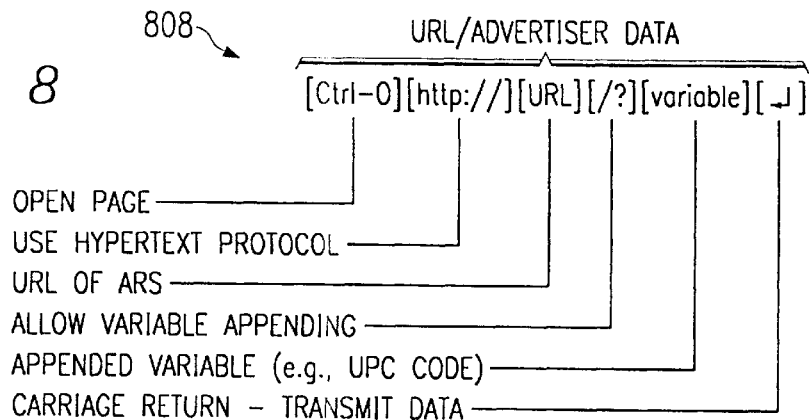 808
URL/ADVERTISER DATA
8
[Ctrl-O][http://][URL][/?][variable][↵]
OPEN PAGE
USE HYPERTEXT PROTOCOL
URL OF ARS
ALLOW VARIABLE APPENDING
APPENDED VARIABLE (e.g., UPC CODE)
CARRIAGE RETURN - TRANSMIT DATA